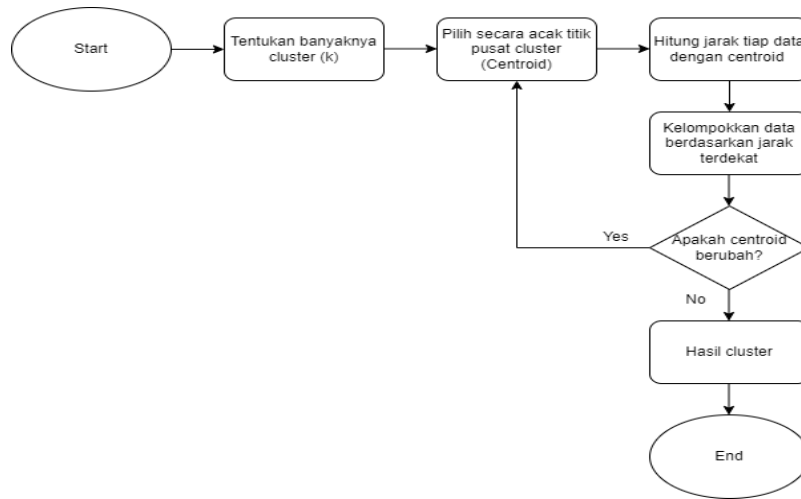 Start
Tentukan banyaknya
cluster (k)
Pilih secara acak titik
pusat cluster
(Centroid)
Hitung jarak tiap data
dengan centroid
Kelompokkan data
berdasarkan jarak
terdekat
Apakah centroid
berubah?
Yes
No
Hasil cluster
End